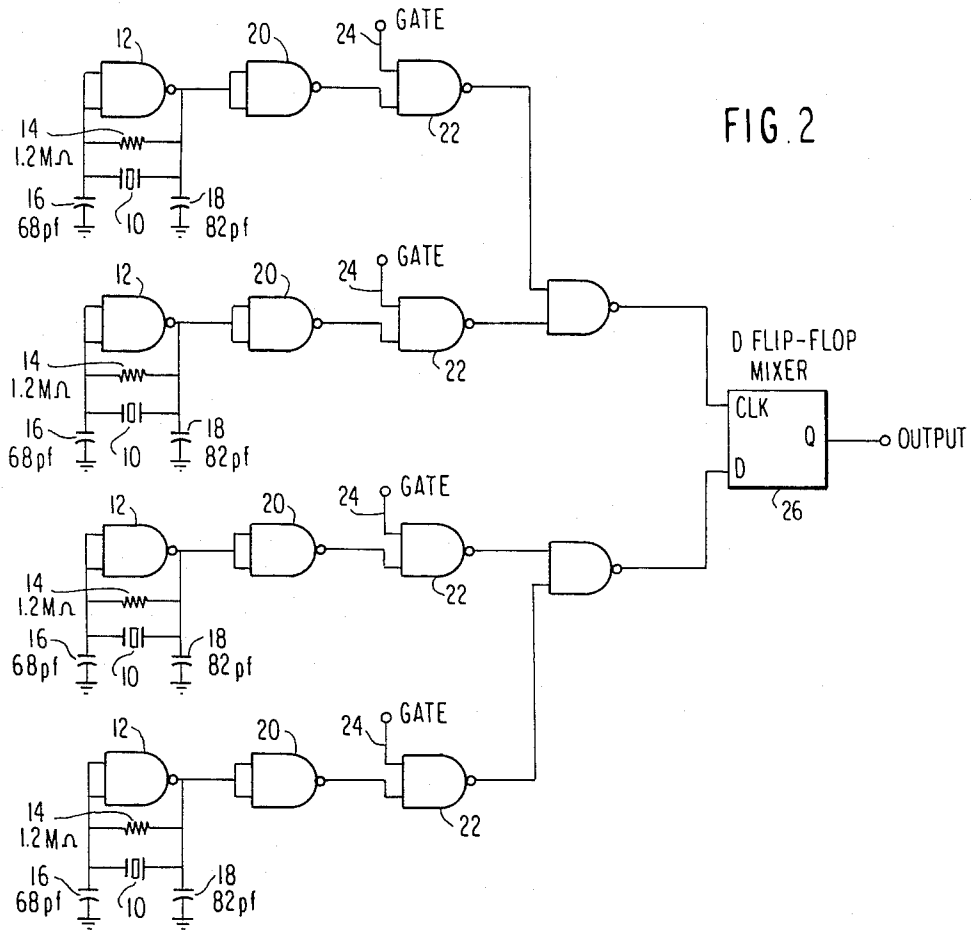 FIG. 2
12
20
24
GATE
22
14
1.2MΩ
16
68pf
10
18
82pf
12
20
24
GATE
22
14
1.2MΩ
16
68pf
10
18
82pf
D FLIP-FLOP
MIXER
CLK
Q
D
26
OUTPUT
12
20
24
GATE
22
14
1.2MΩ
16
68pf
10
18
82pf
12
20
24
GATE
22
14
1.2MΩ
16
68pf
10
18
82pf